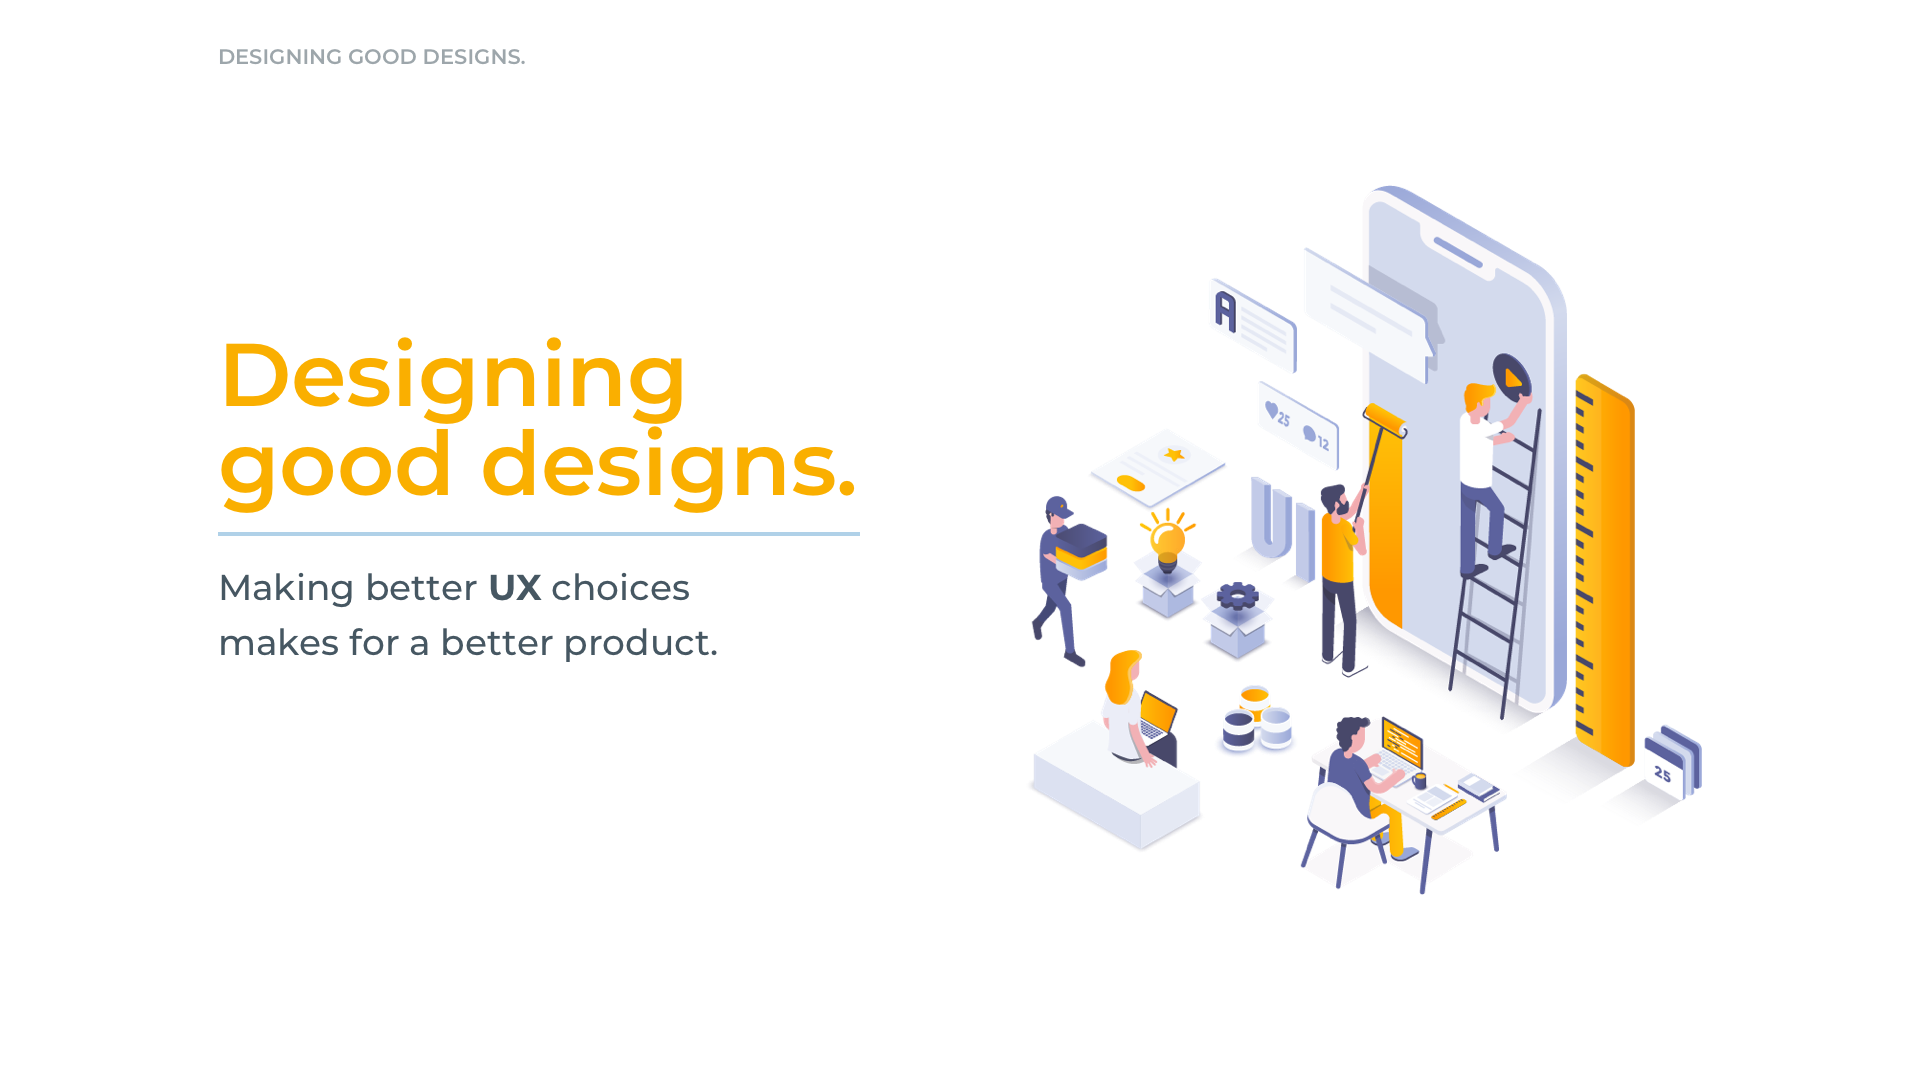 DESIGNING GOOD DESIGNS.
Designing
good designs.
Making better UX choices
makes for a better product.
A
25
12
UI
25